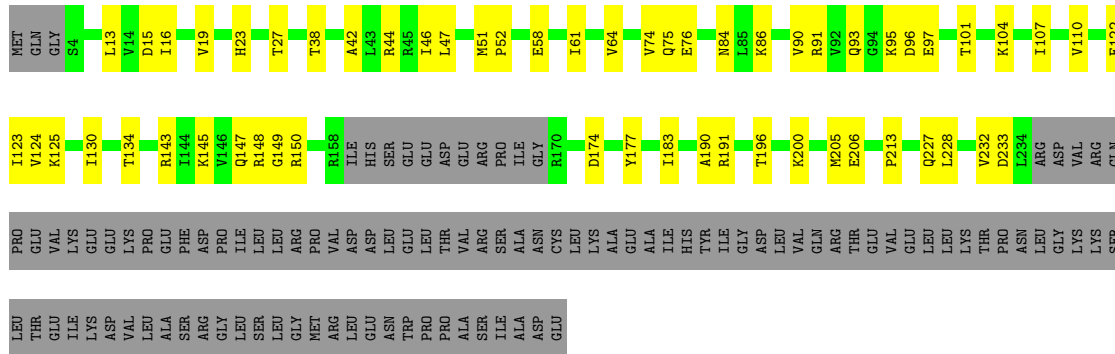 MET GLN GLY S4 L13 V14 D15 I16 V19 H23 T27 T38 A42 L43 R44 R45 I46 L47 M51 P52 E58 I61 V64 V74 Q75 E76 N84 L85 K86 V90 R91 V92 Q93 G94 K95 D96 E97 T101 K104 I107 V110
I123 V124 K125 I130 T134 R143 I144 K145 V146 Q147 R148 G149 R150 R158 ILE HIS SER GLU GLU ASP GLU ARG PRO ILE GLY R170 D174 Y177 I183 A190 R191 T196 K200 M205 E206 P213 Q227 L228 V232 D233 L234 ARG ASP VAL ARG GLN
PRO GLU VAL LYS GLU GLU LYS PRO GLU PHE ASP PRO ILE LEU LEU ARG PRO VAL ASP ASP LEU GLU LEU THR VAL ARG SER ALA ASN CYS LEU LYS ALA GLU ALA ILE HIS TYR ILE GLY ASP LEU VAL GLN ARG THR GLU VAL GLU LEU LEU LYS THR PRO ASN LEU GLY LYS LYS SER
LEU THR GLU ILE LYS ASP VAL LEU ALA SER ARG GLY LEU SER LEU GLY MET ARG LEU GLU ASN TRP PRO PRO ALA SER ILE ALA ASP GLU